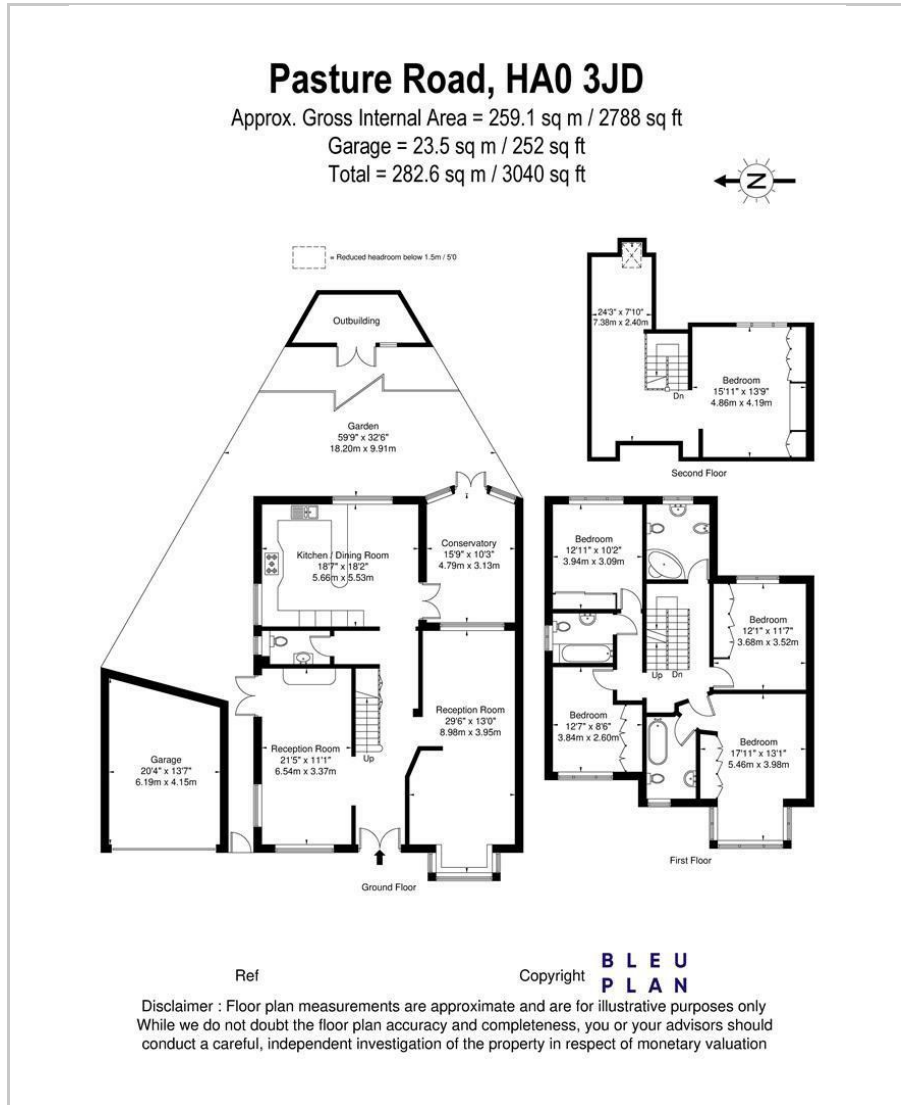 Pasture Road, HA0 3JD
Approx. Gross Internal Area = 259.1 sq m / 2788 sq ft
Garage = 23.5 sq m / 252 sq ft
Total = 282.6 sq m / 3040 sq ft
N
= Reduced headroom below 1.5m / 5'0
Outbuilding
24'3" x 7'10"
7.38m x 2.40m
Dn
Bedroom
15'11" x 13'9"
4.86m x 4.19m
Second Floor
Garden
59'9" x 32'6"
18.20m x 9.91m
Kitchen / Dining Room
18'7" x 18'2"
5.66m x 5.53m
Conservatory
15'9" x 10'3"
4.79m x 3.13m
Bedroom
12'11" x 10'2"
3.94m x 3.09m
Bedroom
12'1" x 11'7"
3.68m x 3.52m
Up
Dn
Reception Room
29'6" x 13'0"
8.98m x 3.95m
Bedroom
12'7" x 8'6"
3.84m x 2.60m
Bedroom
17'11" x 13'1"
5.46m x 3.98m
Reception Room
21'5" x 11'1"
6.54m x 3.37m
Up
Garage
20'4" x 13'7"
6.19m x 4.15m
First Floor
Ground Floor
Ref
Copyright
BLEU
PLAN
Disclaimer : Floor plan measurements are approximate and are for illustrative purposes only
While we do not doubt the floor plan accuracy and completeness, you or your advisors should
conduct a careful, independent investigation of the property in respect of monetary valuation